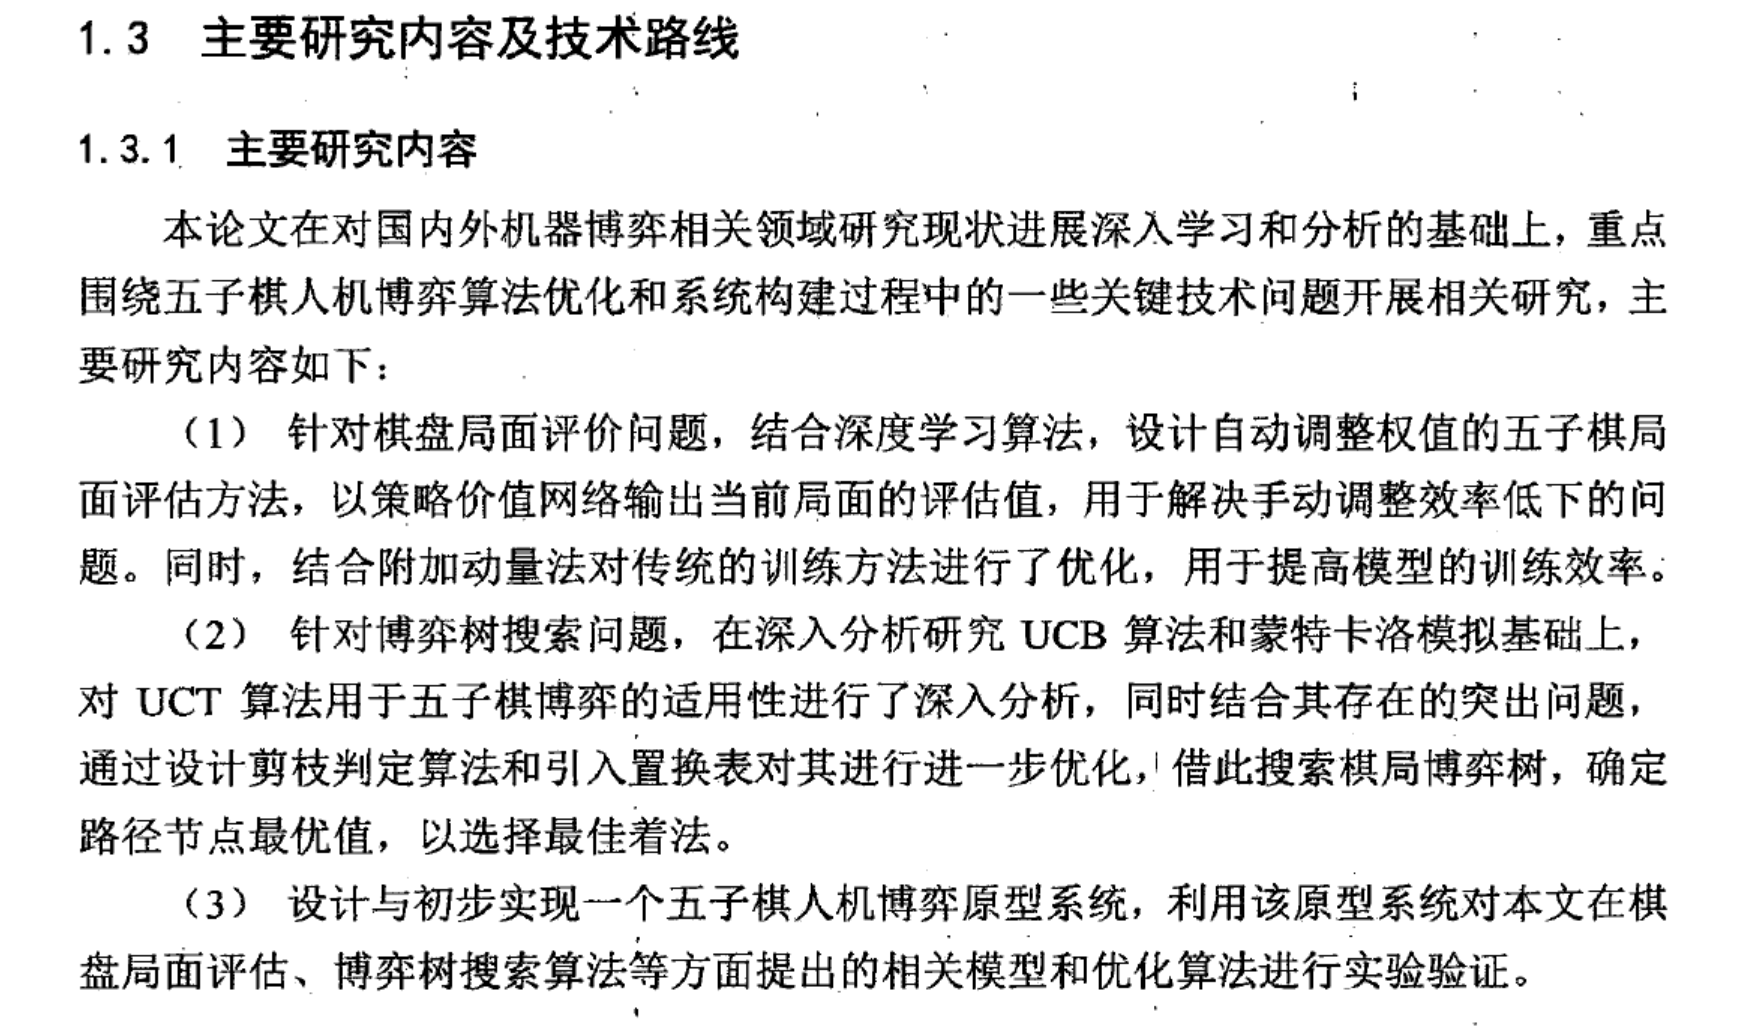 1.3 主要研究内容及技术路线
1.3.1 主要研究内容
本论文在对国内外机器博弈相关领域研究现状进展深入学习和分析的基础上，重点
围绕五子棋人机博弈算法优化和系统构建过程中的一些关键技术问题开展相关研究，主
要研究内容如下：
（1） 针对棋盘局面评价问题，结合深度学习算法，设计自动调整权值的五子棋局
面评估方法，以策略价值网络输出当前局面的评估值，用于解决手动调整效率低下的问
题。同时，结合附加动量法对传统的训练方法进行了优化，用于提高模型的训练效率。
（2） 针对博弈树搜索问题，在深入分析研究 UCB 算法和蒙特卡洛模拟基础上，
对 UCT 算法用于五子棋博弈的适用性进行了深入分析，同时结合其存在的突出问题，
通过设计剪枝判定算法和引入置换表对其进行进一步优化，借此搜索棋局博弈树，确定
路径节点最优值，以选择最佳着法。
（3） 设计与初步实现一个五子棋人机博弈原型系统，利用该原型系统对本文在棋
盘局面评估、博弈树搜索算法等方面提出的相关模型和优化算法进行实验验证。